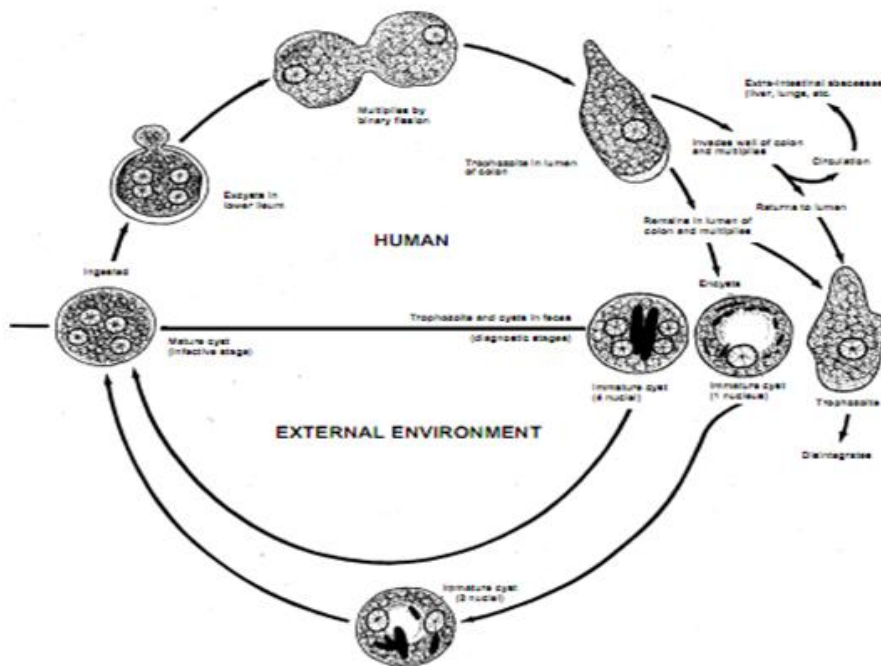 Multiplies by
binary fission
Extra-intestinal abscesses
(liver, lungs, etc.
Invades wall of colon
and multiplies
Circulation
Trophozoite in lumen
of colon
Excysts in
lower ileum
Returns to lumen
Remains in lumen of
colon and multiplies
HUMAN
Ingested
Encysts
Trophozoite and cysts in feces
(diagnostic stages)
Mature cyst
(infective stage)
Immature cyst
(4 nuclei)
Immature cyst
(1 nucleus)
Trophozoite
EXTERNAL ENVIRONMENT
Disintegrates
Immature cyst
(2 nuclei)